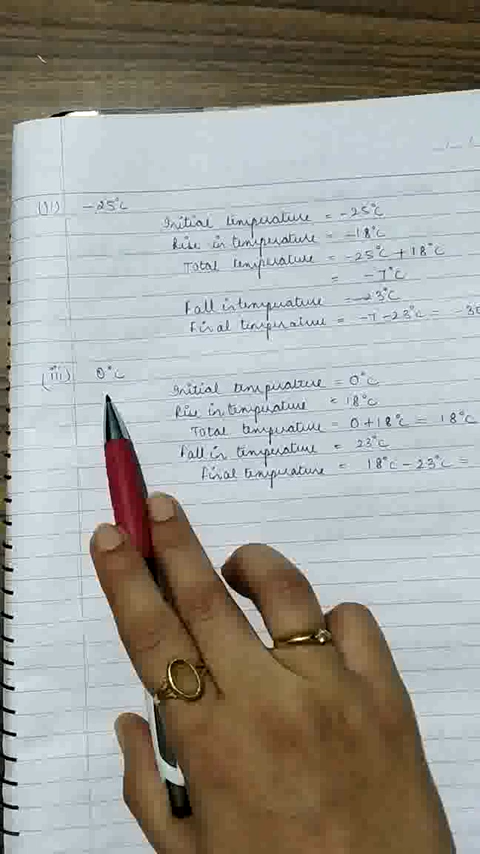 (ii) -25°C
Initial temperature = -25°C
Rise in temperature = -18°C
Total temperature = -25°C + 18°C
= -7°C
Fall in temperature = -23°C
Final temperature = -7 - 23°C = -30
(iii) 0°C
Initial temperature = 0°C
Rise in temperature = 18°C
Total temperature = 0 + 18°C = 18°C
Fall in temperature = 23°C
Final temperature = 18°C - 23°C =